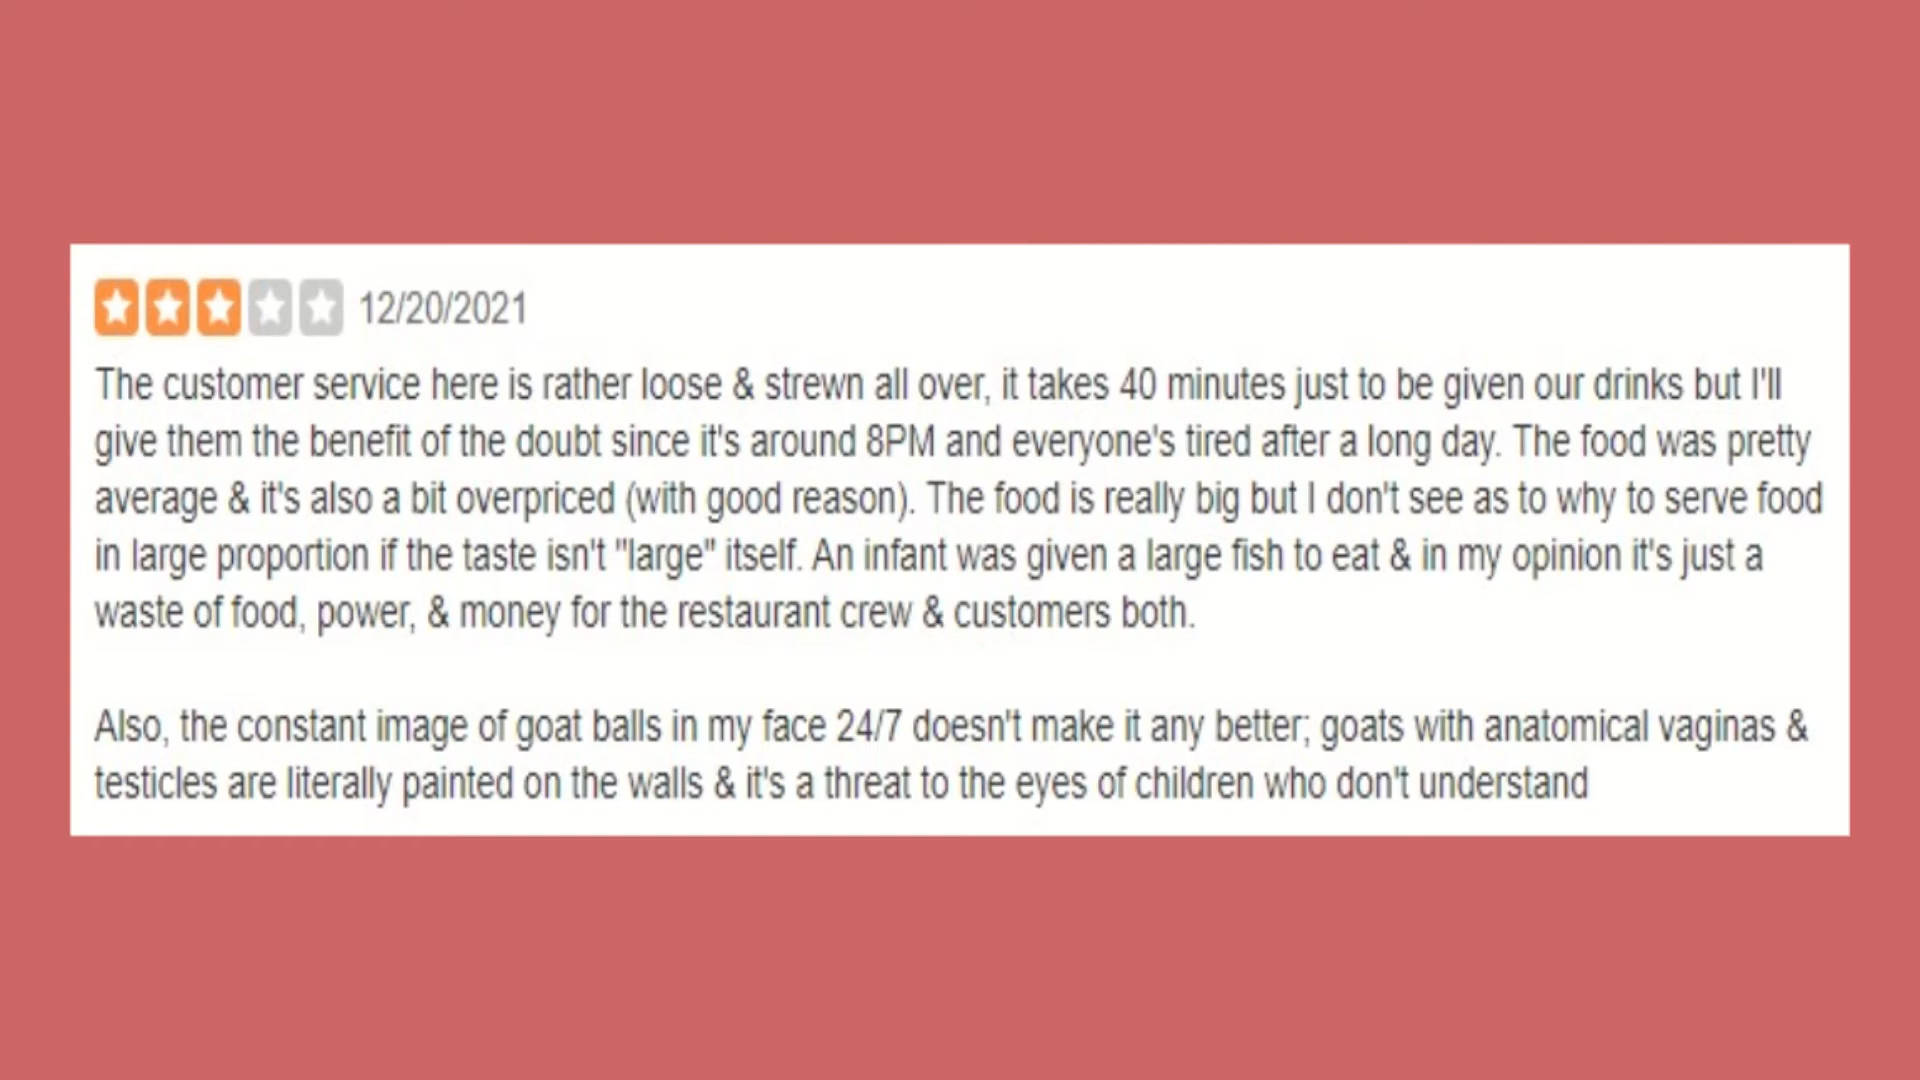 12/20/2021
The customer service here is rather loose & strewn all over, it takes 40 minutes just to be given our drinks but I'll
give them the benefit of the doubt since it's around 8PM and everyone's tired after a long day. The food was pretty
average & it's also a bit overpriced (with good reason). The food is really big but I don't see as to why to serve food
in large proportion if the taste isn't "large" itself. An infant was given a large fish to eat & in my opinion it's just a
waste of food, power, & money for the restaurant crew & customers both.
Also, the constant image of goat balls in my face 24/7 doesn't make it any better; goats with anatomical vaginas &
testicles are literally painted on the walls & it's a threat to the eyes of children who don't understand